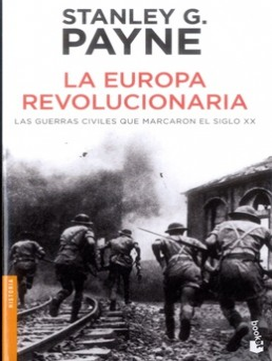 STANLEY G.
PAYNE
LA EUROPA
REVOLUCIONARIA
LAS GUERRAS CIVILES QUE MARCARON EL SIGLO XX
HISTORIA
booket